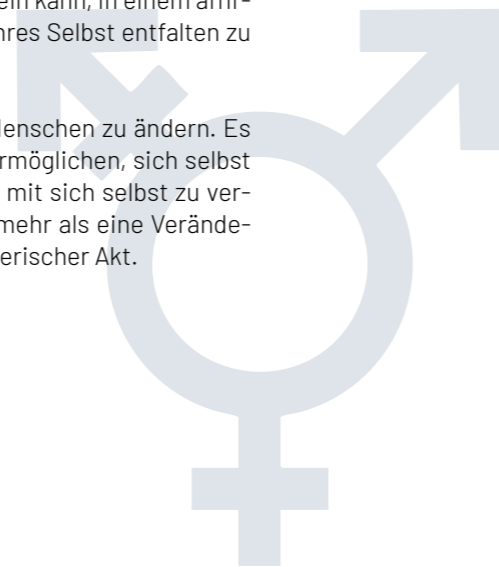 ein kann, in einem affir-
hres Selbst entfalten zu
enschen zu ändern. Es
rmöglichen, sich selbst
mit sich selbst zu ver-
mehr als eine Verände-
erischer Akt.